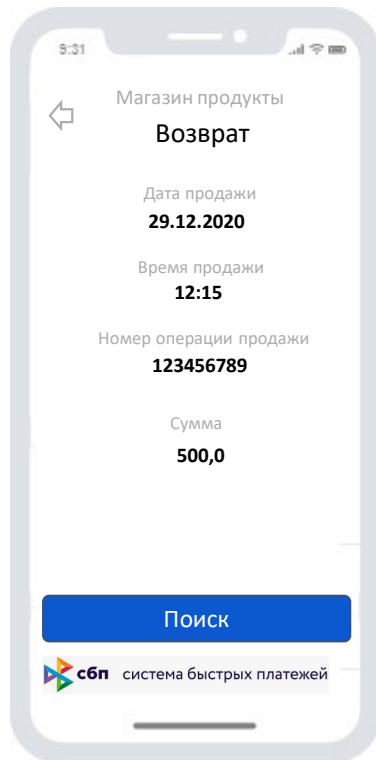 9:31
Магазин продукты
Возврат
Дата продажи
29.12.2020
Время продажи
12:15
Номер операции продажи
123456789
Сумма
500,0
Поиск
сбп система быстрых платежей